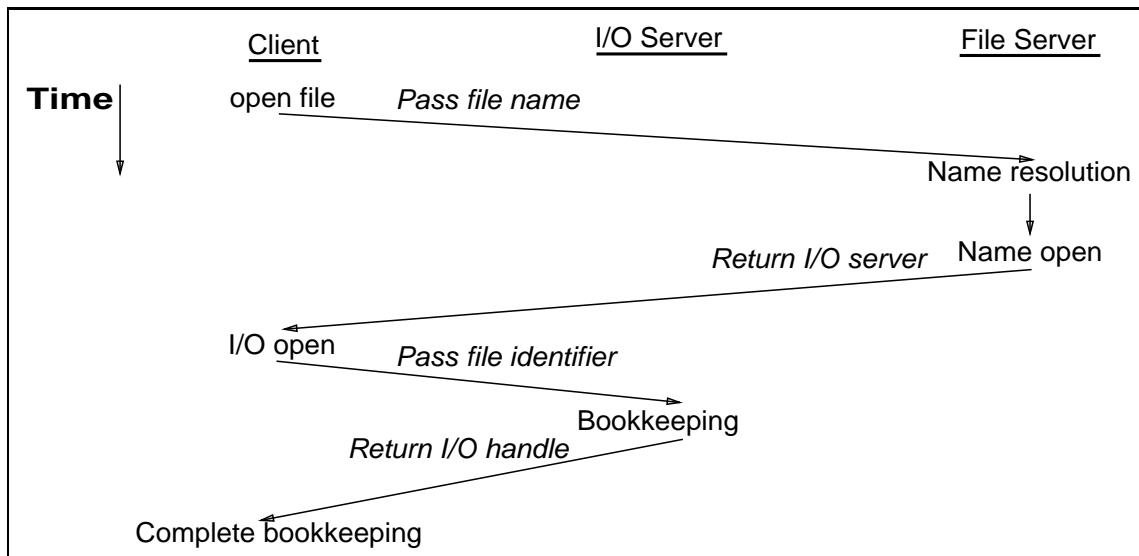 Client
I/O Server
File Server
Time
open file
Pass file name
Name resolution
Return I/O server
Name open
I/O open
Pass file identifier
Bookkeeping
Return I/O handle
Complete bookkeeping